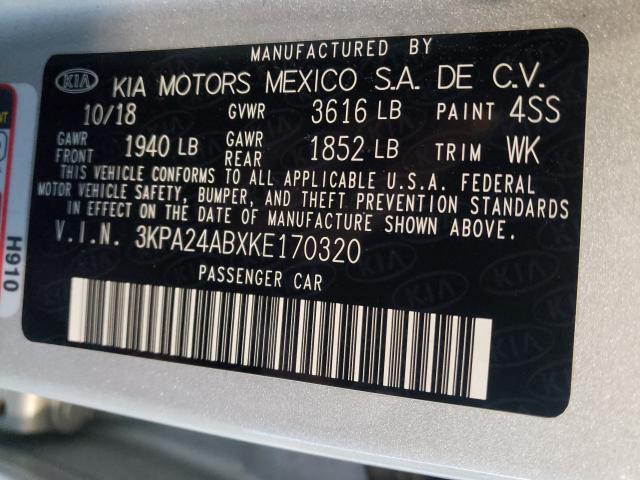 MANUFACTURED BY
KIA KIA MOTORS MEXICO S.A. DE C.V.
10/18 GVWR 3616 LB PAINT 4SS
GAWR FRONT 1940 LB GAWR REAR 1852 LB TRIM WK
THIS VEHICLE CONFORMS TO ALL APPLICABLE U.S.A. FEDERAL
MOTOR VEHICLE SAFETY, BUMPER, AND THEFT PREVENTION STANDARDS
IN EFFECT ON THE DATE OF MANUFACTURE SHOWN ABOVE.
V.I.N. 3KPA24ABXKE170320
PASSENGER CAR
H910